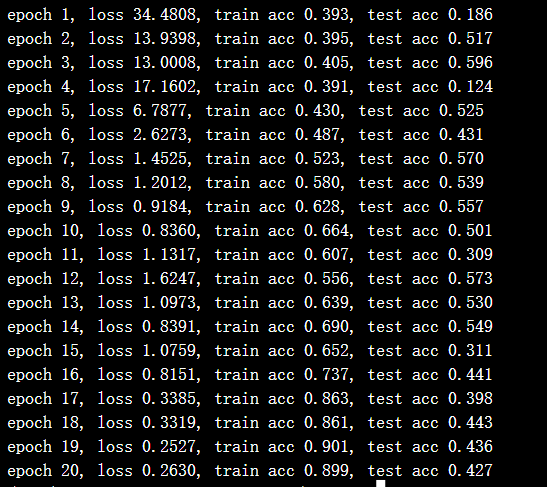 epoch 1, loss 34.4808, train acc 0.393, test acc 0.186
epoch 2, loss 13.9398, train acc 0.395, test acc 0.517
epoch 3, loss 13.0008, train acc 0.405, test acc 0.596
epoch 4, loss 17.1602, train acc 0.391, test acc 0.124
epoch 5, loss 6.7877, train acc 0.430, test acc 0.525
epoch 6, loss 2.6273, train acc 0.487, test acc 0.431
epoch 7, loss 1.4525, train acc 0.523, test acc 0.570
epoch 8, loss 1.2012, train acc 0.580, test acc 0.539
epoch 9, loss 0.9184, train acc 0.628, test acc 0.557
epoch 10, loss 0.8360, train acc 0.664, test acc 0.501
epoch 11, loss 1.1317, train acc 0.607, test acc 0.309
epoch 12, loss 1.6247, train acc 0.556, test acc 0.573
epoch 13, loss 1.0973, train acc 0.639, test acc 0.530
epoch 14, loss 0.8391, train acc 0.690, test acc 0.549
epoch 15, loss 1.0759, train acc 0.652, test acc 0.311
epoch 16, loss 0.8151, train acc 0.737, test acc 0.441
epoch 17, loss 0.3385, train acc 0.863, test acc 0.398
epoch 18, loss 0.3319, train acc 0.861, test acc 0.443
epoch 19, loss 0.2527, train acc 0.901, test acc 0.436
epoch 20, loss 0.2630, train acc 0.899, test acc 0.427